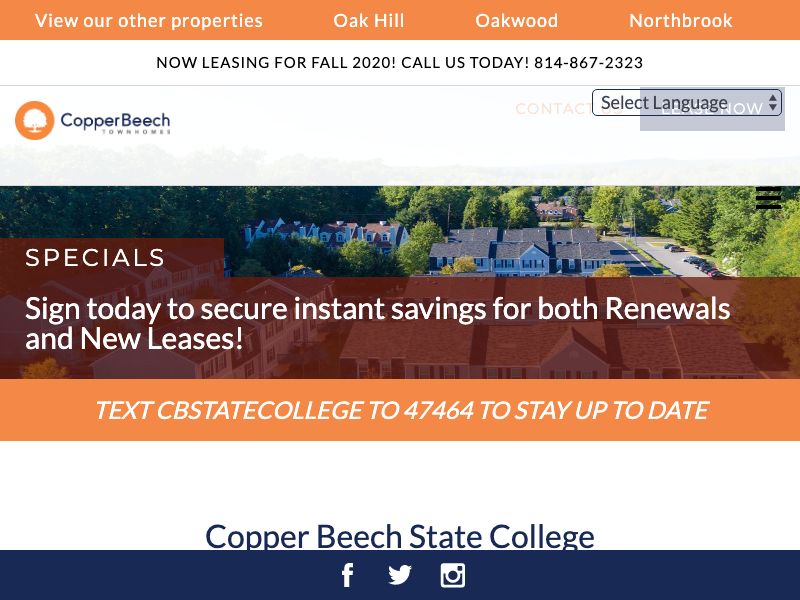 View our other properties Oak Hill Oakwood Northbrook
NOW LEASING FOR FALL 2020! CALL US TODAY! 814-867-2323
CopperBeech
TOWNHOMES
CONTACT
Select Language
LEASE NOW
SPECIALS
Sign today to secure instant savings for both Renewals
and New Leases!
TEXT CBSTATECOLLEGE TO 47464 TO STAY UP TO DATE
Copper Beech State College